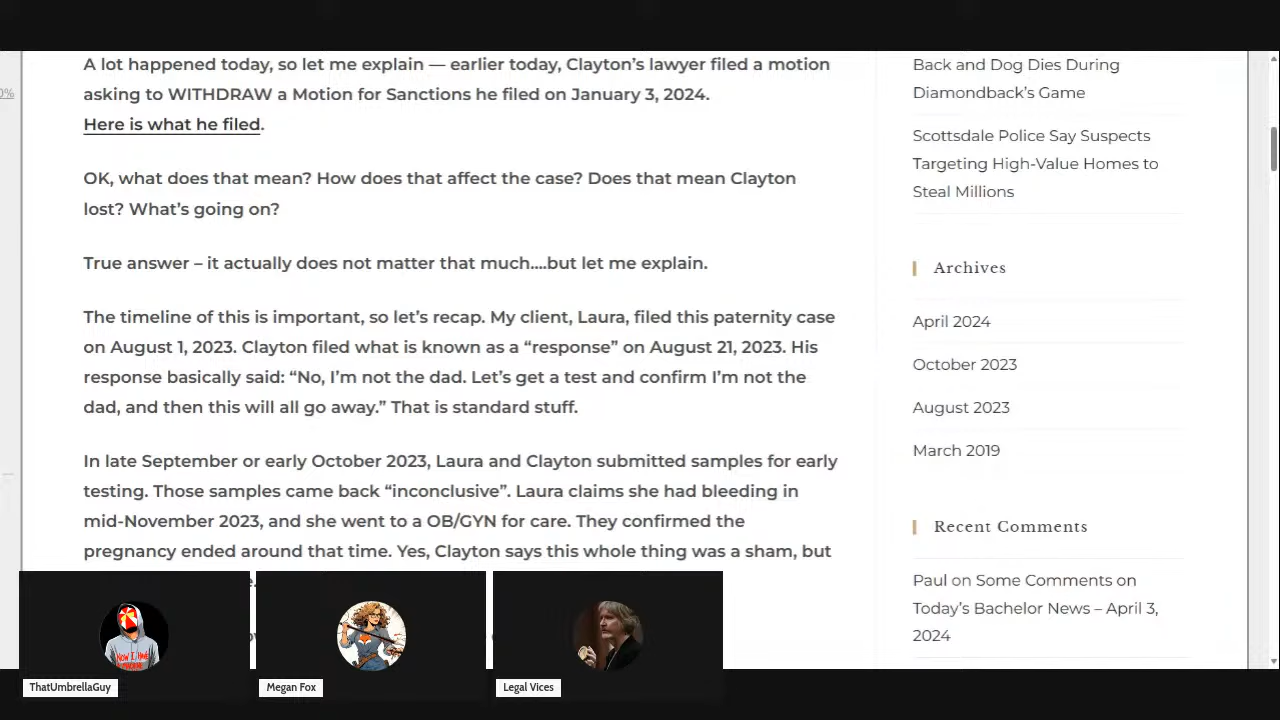 A lot happened today, so let me explain — earlier today, Clayton's lawyer filed a motion
asking to WITHDRAW a Motion for Sanctions he filed on January 3, 2024.
Here is what he filed.
OK, what does that mean? How does that affect the case? Does that mean Clayton
lost? What's going on?
True answer – it actually does not matter that much....but let me explain.
The timeline of this is important, so let's recap. My client, Laura, filed this paternity case
on August 1, 2023. Clayton filed what is known as a "response" on August 21, 2023. His
response basically said: "No, I'm not the dad. Let's get a test and confirm I'm not the
dad, and then this will all go away." That is standard stuff.
In late September or early October 2023, Laura and Clayton submitted samples for early
testing. Those samples came back "inconclusive". Laura claims she had bleeding in
mid-November 2023, and she went to a OB/GYN for care. They confirmed the
pregnancy ended around that time. Yes, Clayton says this whole thing was a sham, but
Back and Dog Dies During
Diamondback's Game
Scottsdale Police Say Suspects
Targeting High-Value Homes to
Steal Millions
Archives
April 2024
October 2023
August 2023
March 2019
Recent Comments
Paul on Some Comments on
Today's Bachelor News – April 3,
2024
0%
NOW I HAVE
ThatUmbrellaGuy
Megan Fox
Legal Vices